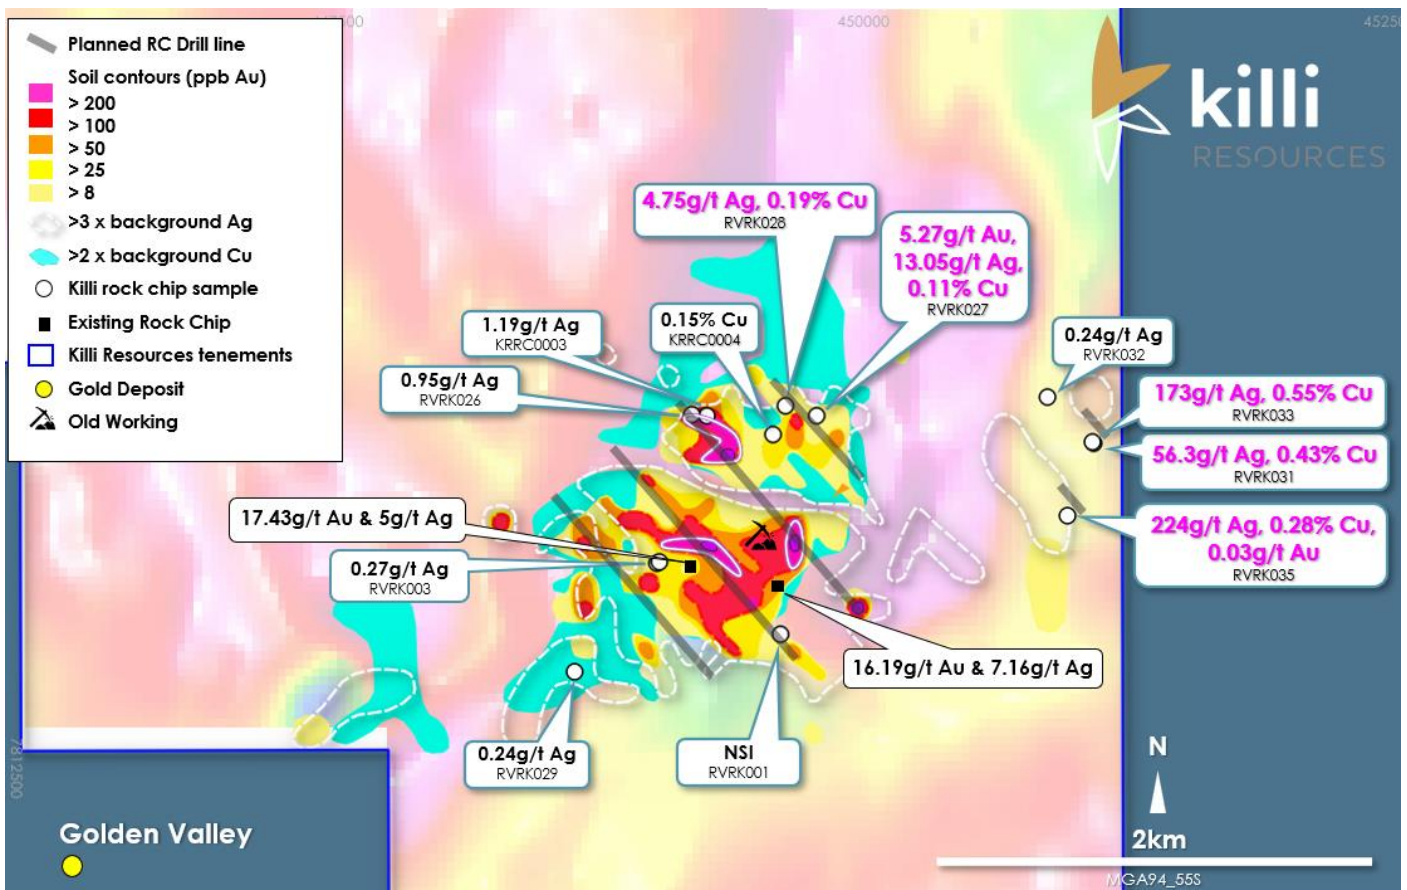 450000
Planned RC Drill line
Soil contours (ppb Au)
> 200
> 100
> 50
> 25
> 8
>3 x background Ag
>2 x background Cu
Killi rock chip sample
Existing Rock Chip
Killi Resources tenements
Gold Deposit
Old Working
killi
RESOURCES
4.75g/t Ag, 0.19% Cu
RVRK028
5.27g/t Au,
13.05g/t Ag,
0.11% Cu
RVRK027
1.19g/t Ag
KRRC0003
0.15% Cu
KRRC0004
0.24g/t Ag
RVRK032
0.95g/t Ag
RVRK026
173g/t Ag, 0.55% Cu
RVRK033
56.3g/t Ag, 0.43% Cu
RVRK031
17.43g/t Au & 5g/t Ag
224g/t Ag, 0.28% Cu,
0.03g/t Au
RVRK035
0.27g/t Ag
RVRK003
16.19g/t Au & 7.16g/t Ag
0.24g/t Ag
RVRK029
NSI
RVRK001
7812500
Golden Valley
N
2km
MGA94_55S